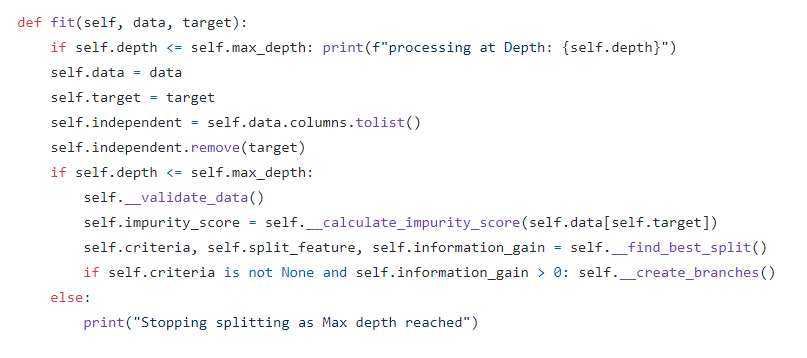 def fit(self, data, target):
    if self.depth <= self.max_depth: print(f"processing at Depth: {self.depth}")
    self.data = data
    self.target = target
    self.independent = self.data.columns.tolist()
    self.independent.remove(target)
    if self.depth <= self.max_depth:
        self.__validate_data()
        self.impurity_score = self.__calculate_impurity_score(self.data[self.target])
        self.criteria, self.split_feature, self.information_gain = self.__find_best_split()
        if self.criteria is not None and self.information_gain > 0: self.__create_branches()
    else:
        print("Stopping splitting as Max depth reached")